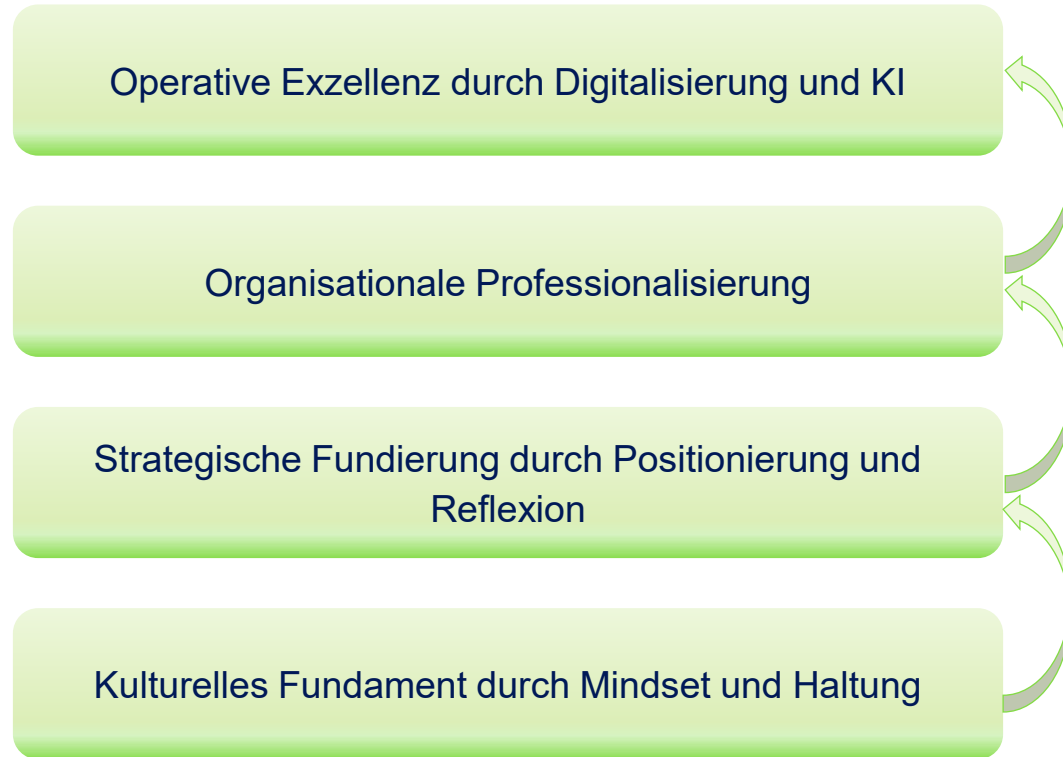 Operative Exzellenz durch Digitalisierung und KI
Organisationale Professionalisierung
Strategische Fundierung durch Positionierung und
Reflexion
Kulturelles Fundament durch Mindset und Haltung